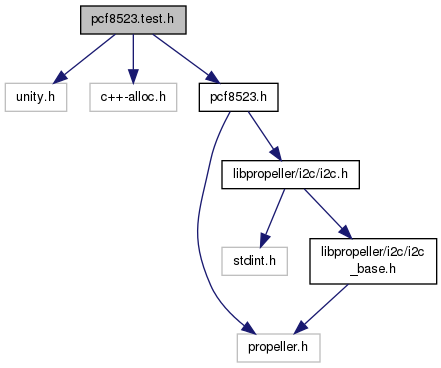 pcf8523.test.h
unity.h
c++-alloc.h
pcf8523.h
libpropeller/i2c/i2c.h
stdint.h
libpropeller/i2c/i2c
_base.h
propeller.h